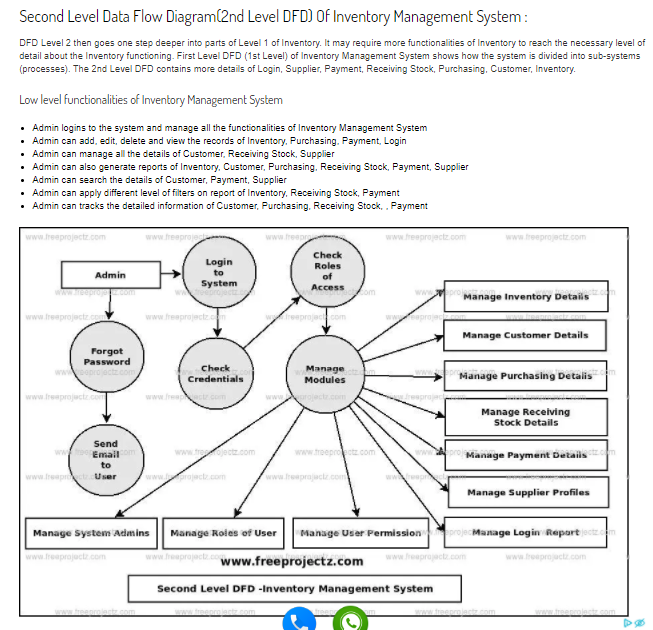 Second Level Data Flow Diagram(2nd Level DFD) Of Inventory Management System :
DFD Level 2 then goes one step deeper into parts of Level 1 of Inventory. It may require more functionalities of Inventory to reach the necessary level of
detail about the Inventory functioning. First Level DFD (1st Level) of Inventory Management System shows how the system is divided into sub-systems
(processes). The 2nd Level DFD contains more details of Login, Supplier, Payment, Receiving Stock, Purchasing, Customer, Inventory.
Low level functionalities of Inventory Management System
Admin logins to the system and manage all the functionalities of Inventory Management System
Admin can add, edit, delete and view the records of Inventory, Purchasing, Payment, Login
Admin can manage all the details of Customer, Receiving Stock, Supplier
Admin can also generate reports of Inventory, Customer, Purchasing, Receiving Stock, Payment, Supplier
Admin can search the details of Customer, Payment, Supplier
Admin can apply different level of filters on report of Inventory, Receiving Stock, Payment
Admin can tracks the detailed information of Customer, Purchasing, Receiving Stock, , Payment
Admin
Login
to
System
Check
Roles
of
Access
Forgot
Password
Check
Credentials
Manage
Modules
Send
Email
to
User
Manage Inventory Details
Manage Customer Details
Manage Purchasing Details
Manage Receiving
Stock Details
Manage Payment Details
Manage Supplier Profiles
Manage Login Report
Manage System Admins
Manage Roles of User
Manage User Permission
www.freeprojectz.com
Second Level DFD -Inventory Management System